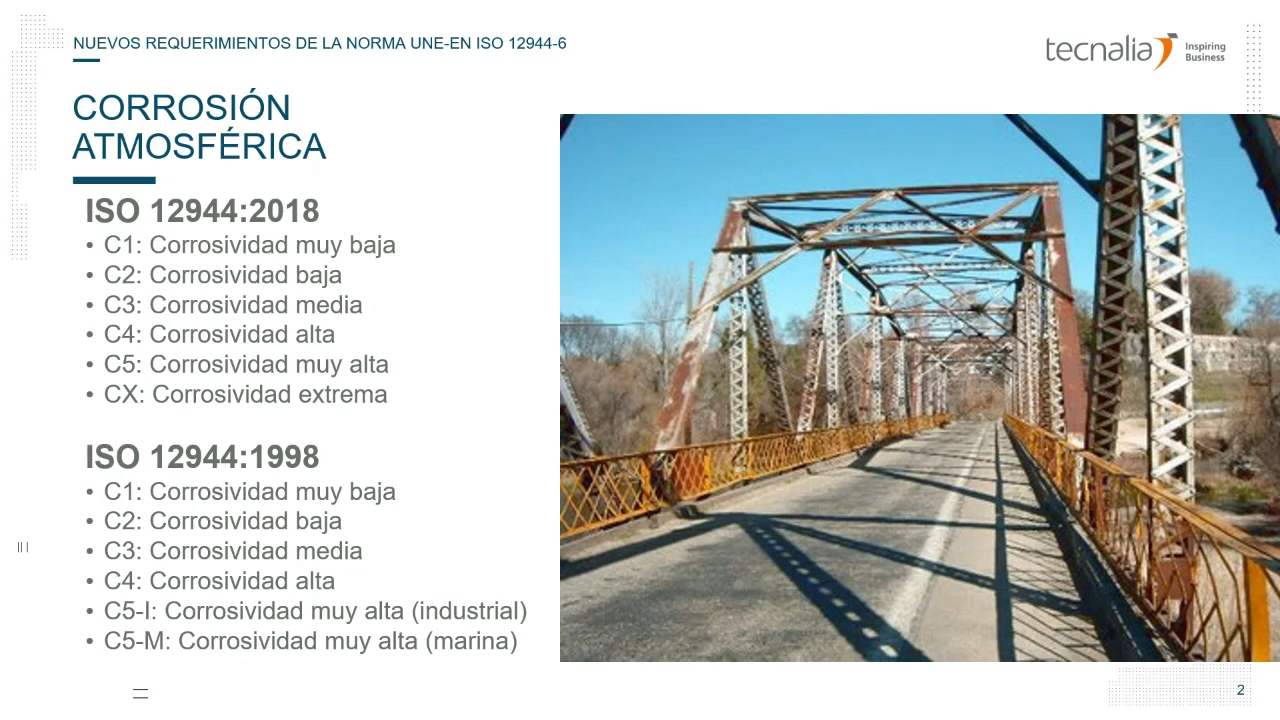 NUEVOS REQUERIMIENTOS DE LA NORMA UNE-EN ISO 12944-6
tecnalia Inspiring Business
CORROSIÓN
ATMOSFÉRICA
ISO 12944:2018
• C1: Corrosividad muy baja
• C2: Corrosividad baja
• C3: Corrosividad media
• C4: Corrosividad alta
• C5: Corrosividad muy alta
• CX: Corrosividad extrema
ISO 12944:1998
• C1: Corrosividad muy baja
• C2: Corrosividad baja
• C3: Corrosividad media
• C4: Corrosividad alta
• C5-I: Corrosividad muy alta (industrial)
• C5-M: Corrosividad muy alta (marina)
2